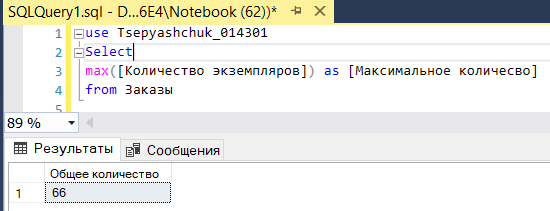 SQLQuery1.sql - D...6E4\Notebook (62))*
1 use Tsepyashchuk_014301
2 Select
3 max([Количество экземпляров]) as [Максимальное количесво]
4 from Заказы
5
89 %
Результаты Сообщения
Общее количество
1 66